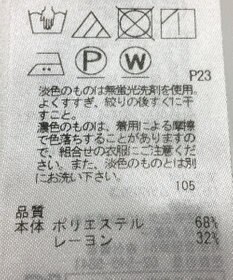 P W
P23
淡色のものは無蛍光洗剤を使用。
よくすすぎ、絞りの後すぐに干
すこと。
濃色のものは、着用による摩擦
で色落ちすることがありますの
で、組合せの衣服にご注意下さ
い。また、淡色のものとは別に
お洗い下さい。
105
品質
本体 ポリエステル 68%
レーヨン 32%